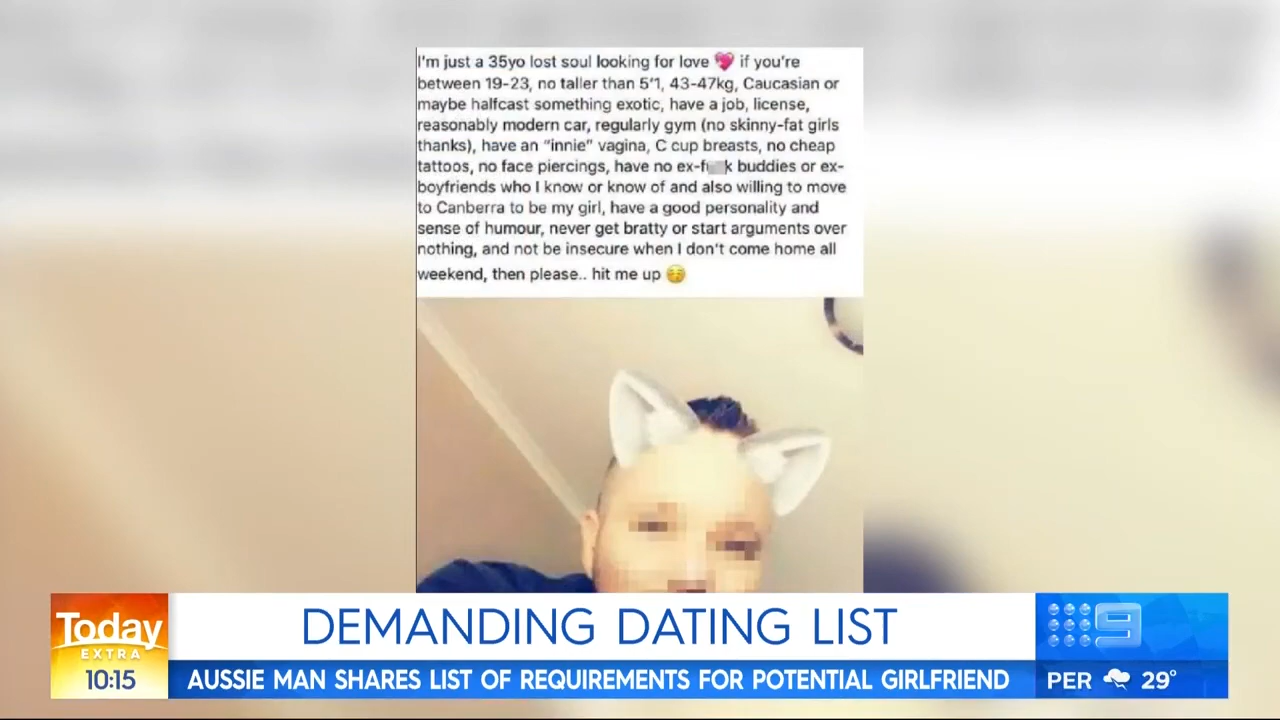 I'm just a 35yo lost soul looking for love 💖 if you're
between 19-23, no taller than 5'1, 43-47kg, Caucasian or
maybe halfcast something exotic, have a job, license,
reasonably modern car, regularly gym (no skinny-fat girls
thanks), have an "innie" vagina, C cup breasts, no cheap
tattoos, no face piercings, have no ex-f k buddies or ex-
boyfriends who I know or know of and also willing to move
to Canberra to be my girl, have a good personality and
sense of humour, never get bratty or start arguments over
nothing, and not be insecure when I don't come home all
weekend, then please.. hit me up 😚
DEMANDING DATING LIST
Today
EXTRA
10:15
AUSSIE MAN SHARES LIST OF REQUIREMENTS FOR POTENTIAL GIRLFRIEND
9
PER 29°